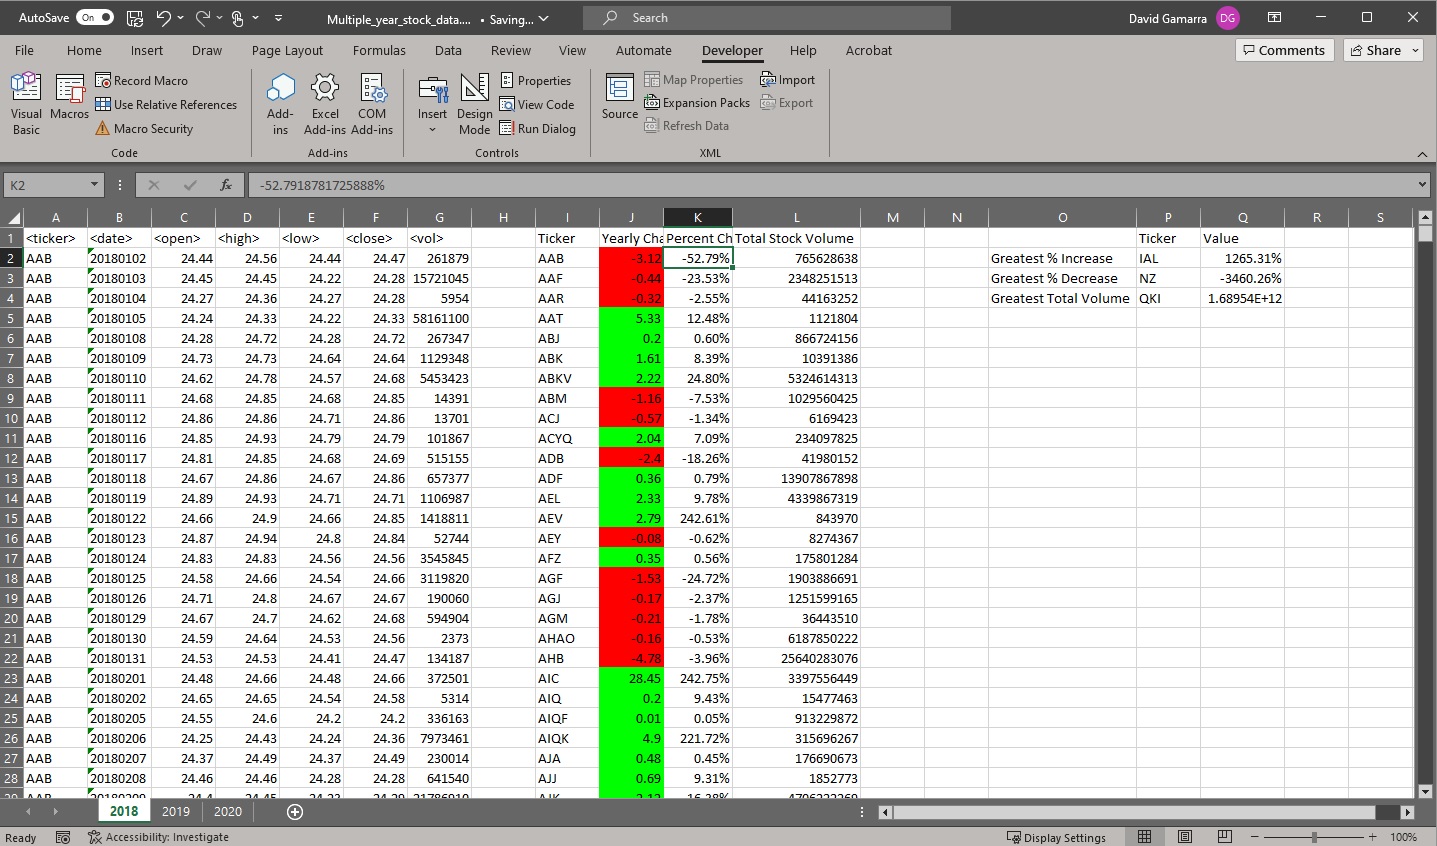 AutoSave On Multiple_year_stock_data.... • Saving... Search David Gamarra DG
File Home Insert Draw Page Layout Formulas Data Review View Automate Developer Help Acrobat Comments Share
Visual Basic
Macros
Record Macro
Use Relative References
Macro Security
Code
Add-ins
Excel Add-ins
COM Add-ins
Add-ins
Insert
Design Mode
Properties
View Code
Run Dialog
Controls
Source
Map Properties
Expansion Packs
Refresh Data
Import
Export
XML
K2 fx -52.7918781725888%
A B C D E F G H I J K L M N O P Q R S
1 <ticker> <date> <open> <high> <low> <close> <vol> Ticker Yearly Cha Percent Ch Total Stock Volume Ticker Value
2 AAB 20180102 24.44 24.56 24.44 24.47 261879 AAB -3.12 -52.79% 765628638 Greatest % Increase IAL 1265.31%
3 AAB 20180103 24.45 24.45 24.22 24.28 15721045 AAF -0.44 -23.53% 2348251513 Greatest % Decrease NZ -3460.26%
4 AAB 20180104 24.27 24.36 24.27 24.28 5954 AAR -0.32 -2.55% 44163252 Greatest Total Volume QKI 1.68954E+12
5 AAB 20180105 24.24 24.33 24.22 24.33 58161100 AAT 5.33 12.48% 1121804
6 AAB 20180108 24.28 24.72 24.28 24.72 267347 ABJ 0.2 0.60% 866724156
7 AAB 20180109 24.73 24.73 24.64 24.64 1129348 ABK 1.61 8.39% 10391386
8 AAB 20180110 24.62 24.78 24.57 24.68 5453423 ABKV 2.22 24.80% 5324614313
9 AAB 20180111 24.68 24.85 24.68 24.85 14391 ABM -1.16 -7.53% 1029560425
10 AAB 20180112 24.86 24.86 24.71 24.86 13701 ACJ -0.57 -1.34% 6169423
11 AAB 20180116 24.85 24.93 24.79 24.79 101867 ACYQ 2.04 7.09% 234097825
12 AAB 20180117 24.81 24.85 24.68 24.69 515155 ADB -2.4 -18.26% 41980152
13 AAB 20180118 24.67 24.86 24.67 24.86 657377 ADF 0.36 0.79% 13907867898
14 AAB 20180119 24.89 24.93 24.71 24.71 1106987 AEL 2.33 9.78% 4339867319
15 AAB 20180122 24.66 24.9 24.66 24.85 1418811 AEV 2.79 242.61% 843970
16 AAB 20180123 24.87 24.94 24.8 24.84 52744 AEY -0.08 -0.62% 8274367
17 AAB 20180124 24.83 24.83 24.56 24.56 3545845 AFZ 0.35 0.56% 175801284
18 AAB 20180125 24.58 24.66 24.54 24.66 3119820 AGF -1.53 -24.72% 1903886691
19 AAB 20180126 24.71 24.8 24.67 24.67 190060 AGJ -0.17 -2.37% 1251599165
20 AAB 20180129 24.67 24.7 24.62 24.68 594904 AGM -0.21 -1.78% 36443510
21 AAB 20180130 24.59 24.64 24.53 24.56 2373 AHAO -0.16 -0.53% 6187850222
22 AAB 20180131 24.53 24.53 24.41 24.47 134187 AHB -4.78 -3.96% 25640283076
23 AAB 20180201 24.48 24.66 24.48 24.66 372501 AIC 28.45 242.75% 3397556449
24 AAB 20180202 24.65 24.65 24.54 24.58 5314 AIQ 0.2 9.43% 15477463
25 AAB 20180205 24.55 24.6 24.2 24.2 336163 AIQF 0.01 0.05% 913229872
26 AAB 20180206 24.25 24.43 24.24 24.36 7973461 AIQK 4.9 221.72% 315696267
27 AAB 20180207 24.37 24.49 24.37 24.49 230014 AJA 0.48 0.45% 176690673
28 AAB 20180208 24.46 24.46 24.28 24.28 641540 AJJ 0.69 9.31% 1852773
2018 2019 2020
Ready Accessibility: Investigate Display Settings 100%